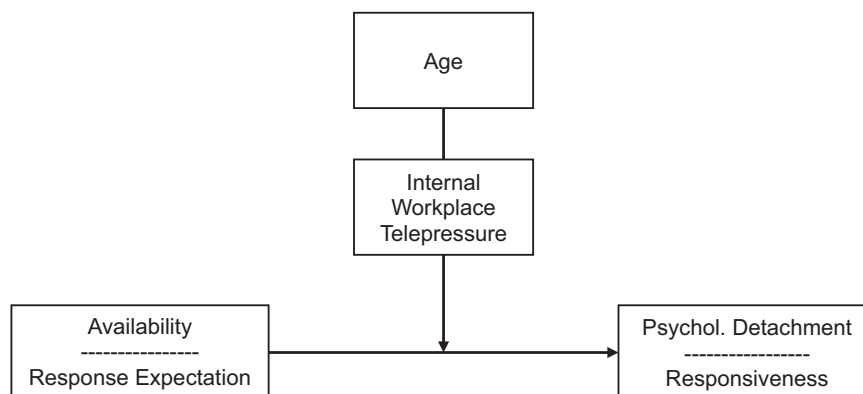 Age
Internal
Workplace
Telepressure
Availability
-----------------
Response Expectation
Psychol. Detachment
-----------------
Responsiveness